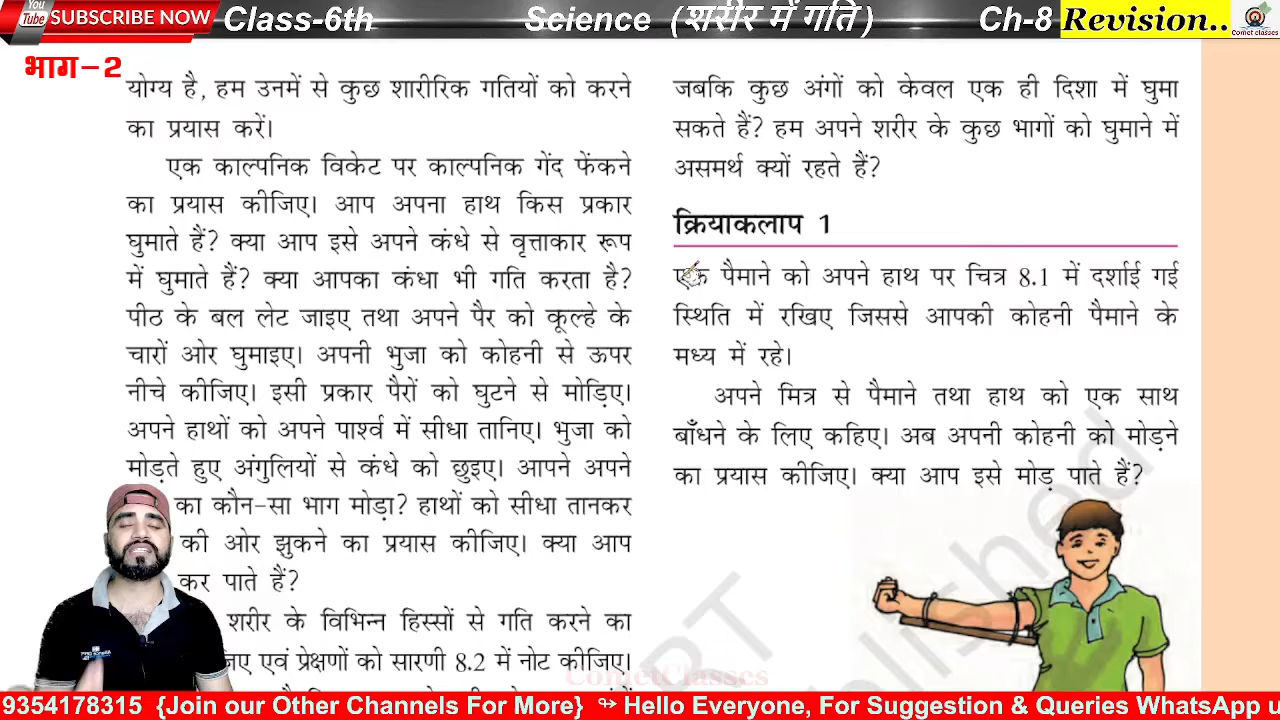 You Tube SUBSCRIBE NOW Class-6th Science (शरीर में गति) Ch-8 Revision..
Comet classes
भाग-2
योग्य है, हम उनमें से कुछ शारीरिक गतियों को करने
का प्रयास करें।
एक काल्पनिक विकेट पर काल्पनिक गेंद फेंकने
का प्रयास कीजिए। आप अपना हाथ किस प्रकार
घुमाते हैं? क्या आप इसे अपने कंधे से वृत्ताकार रूप
में घुमाते हैं? क्या आपका कंधा भी गति करता है?
पीठ के बल लेट जाइए तथा अपने पैर को कूल्हे के
चारों ओर घुमाइए। अपनी भुजा को कोहनी से ऊपर
नीचे कीजिए। इसी प्रकार पैरों को घुटने से मोड़िए।
अपने हाथों को अपने पार्श्व में सीधा तानिए। भुजा को
मोड़ते हुए अंगुलियों से कंधे को छुइए। आपने अपने
का कौन-सा भाग मोड़ा? हाथों को सीधा तानकर
की ओर झुकने का प्रयास कीजिए। क्या आप
कर पाते हैं?
शरीर के विभिन्न हिस्सों से गति करने का
एवं प्रेक्षणों को सारणी 8.2 में नोट कीजिए।
जबकि कुछ अंगों को केवल एक ही दिशा में घुमा
सकते हैं? हम अपने शरीर के कुछ भागों को घुमाने में
असमर्थ क्यों रहते हैं?
क्रियाकलाप 1
एक पैमाने को अपने हाथ पर चित्र 8.1 में दर्शाई गई
स्थिति में रखिए जिससे आपकी कोहनी पैमाने के
मध्य में रहे।
अपने मित्र से पैमाने तथा हाथ को एक साथ
बाँधने के लिए कहिए। अब अपनी कोहनी को मोड़ने
का प्रयास कीजिए। क्या आप इसे मोड़ पाते हैं?
CometClasses
9354178315 {Join our Other Channels For More} ↬ Hello Everyone, For Suggestion & Queries WhatsApp u